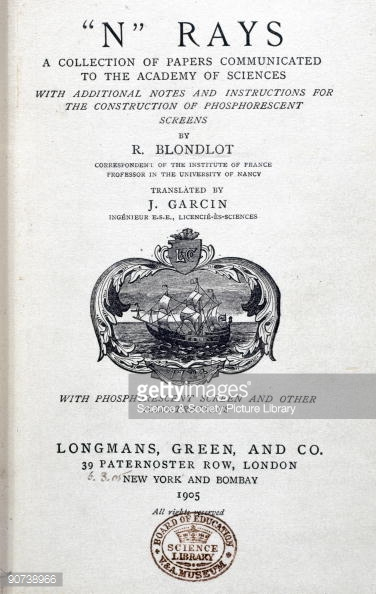 "N" RAYS
A COLLECTION OF PAPERS COMMUNICATED
TO THE ACADEMY OF SCIENCES
WITH ADDITIONAL NOTES AND INSTRUCTIONS FOR
THE CONSTRUCTION OF PHOSPHORESCENT
SCREENS
BY
R. BLONDLOT
CORRESPONDENT OF THE INSTITUTE OF FRANCE
PROFESSOR IN THE UNIVERSITY OF NANCY
TRANSLATED BY
J. GARCIN
INGÉNIEUR E.S.E., LICENCIÉ-ÈS-SCIENCES
1724
gettyimages®
WITH PHOSPHORESCENT SCREEN AND OTHER
Science & Society Picture Library
LONGMANS, GREEN, AND CO.
39 PATERNOSTER ROW, LONDON
6. 3. 05 NEW YORK AND BOMBAY
1905
All rights reserved
BOARD OF EDUCATION
SCIENCE
LIBRARY
V&A MUSEUM
90738966